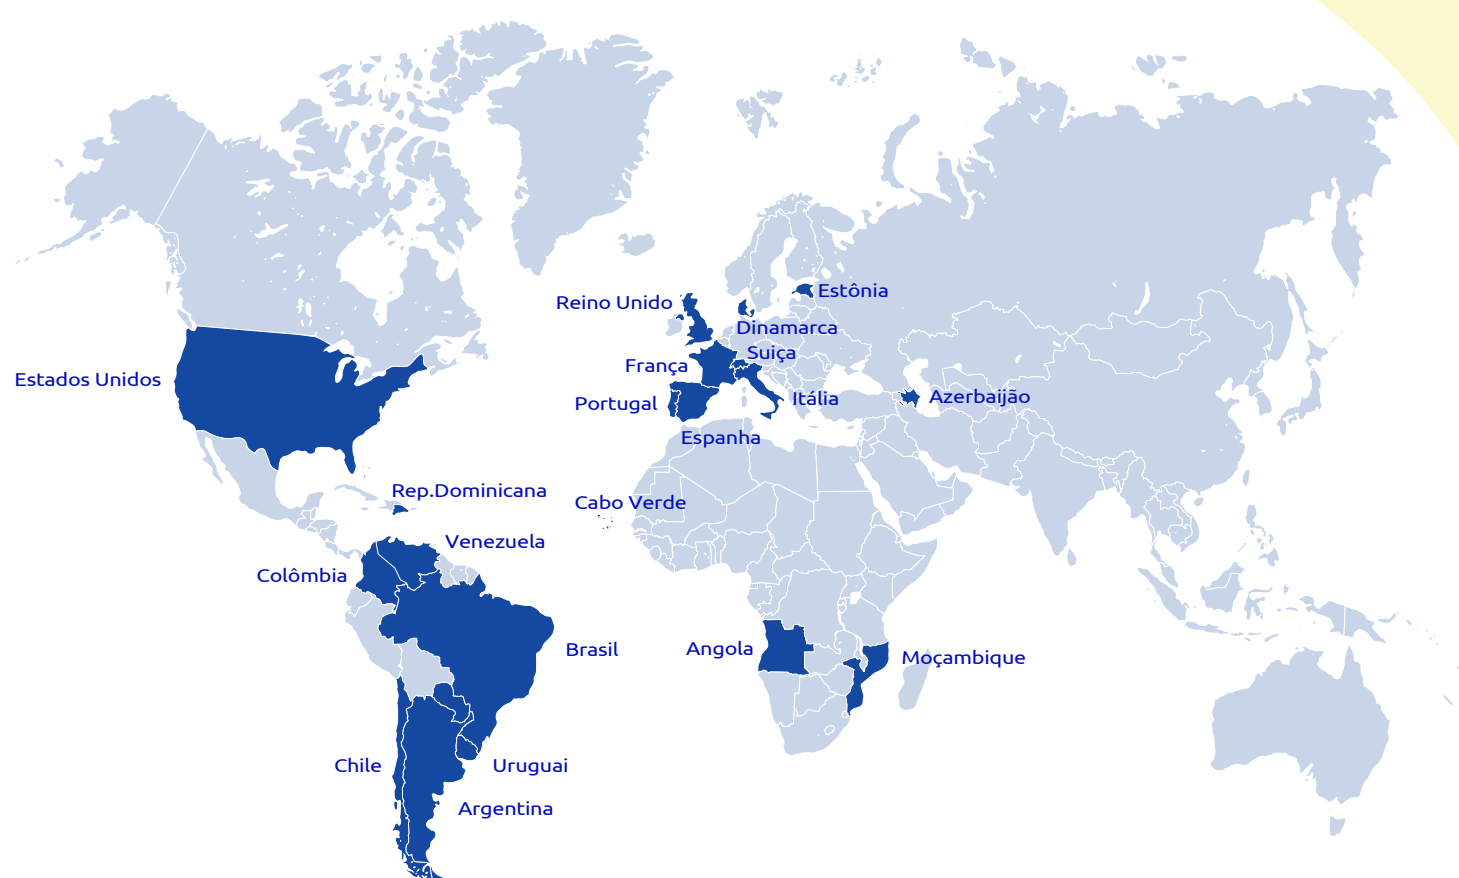 Estônia
Reino Unido
Dinamarca
Suiça
França
Estados Unidos
Azerbaijão
Itália
Portugal
Espanha
Rep.Dominicana
Cabo Verde
Venezuela
Colômbia
Brasil
Angola
Moçambique
Chile
Uruguai
Argentina